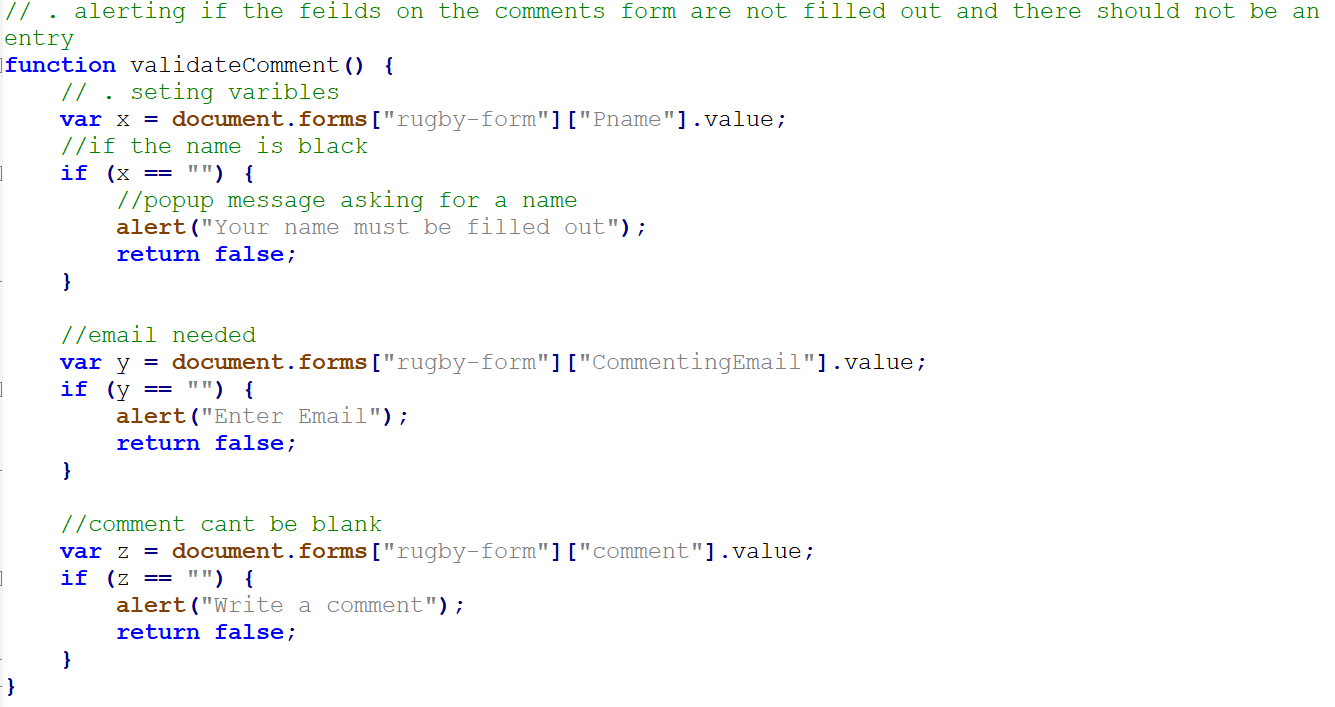 // . alerting if the feilds on the comments form are not filled out and there should not be an
entry
function validateComment() {
    // . seting varibles
    var x = document.forms["rugby-form"]["Pname"].value;
    //if the name is black
    if (x == "") {
        //popup message asking for a name
        alert("Your name must be filled out");
        return false;
    }

    //email needed
    var y = document.forms["rugby-form"]["CommentingEmail"].value;
    if (y == "") {
        alert("Enter Email");
        return false;
    }

    //comment cant be blank
    var z = document.forms["rugby-form"]["comment"].value;
    if (z == "") {
        alert("Write a comment");
        return false;
    }
}